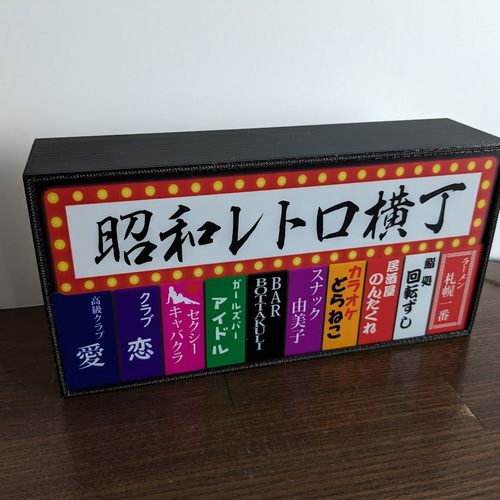 昭和レトロ横丁
高級クラブ
愛
クラブ
恋
セクシー
キャバクラ
ガールズバー
アイドル
BAR
BOTTAKULI
スナック
由美子
カラオケ
どらねこ
居酒屋
のんだくれ
鮨処
回転ずし
ラーメン
札幌一番